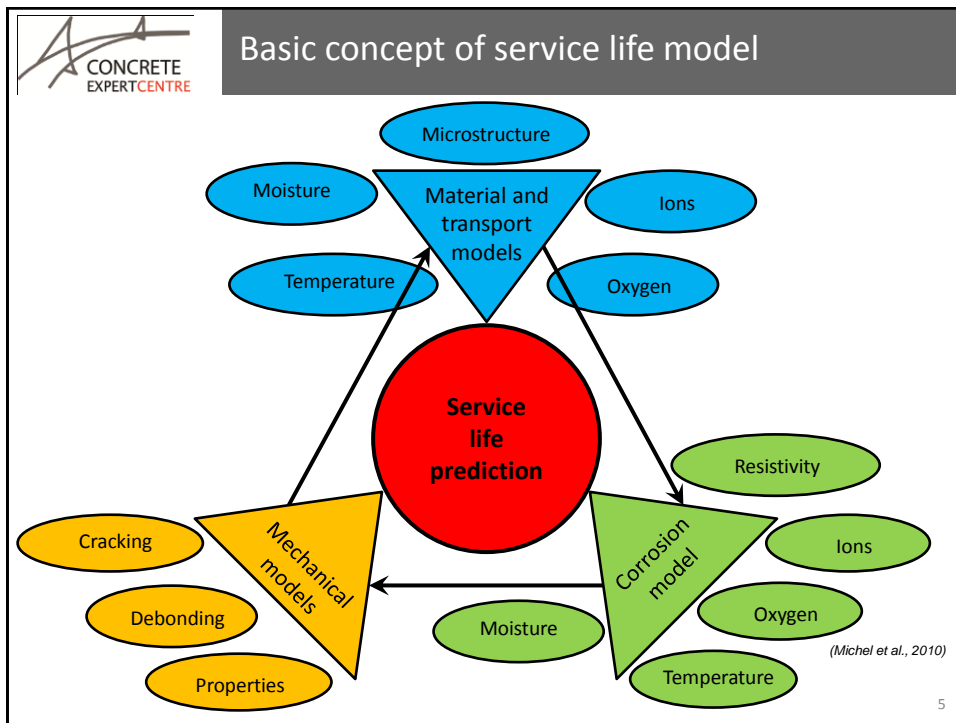 CONCRETE
EXPERTCENTRE
Basic concept of service life model
Microstructure
Moisture
Material and
transport
models
Ions
Temperature
Oxygen
Service
life
prediction
Resistivity
Cracking
Mechanical
models
Corrosion
model
Ions
Debonding
Moisture
Oxygen
(Michel et al., 2010)
Properties
Temperature
5